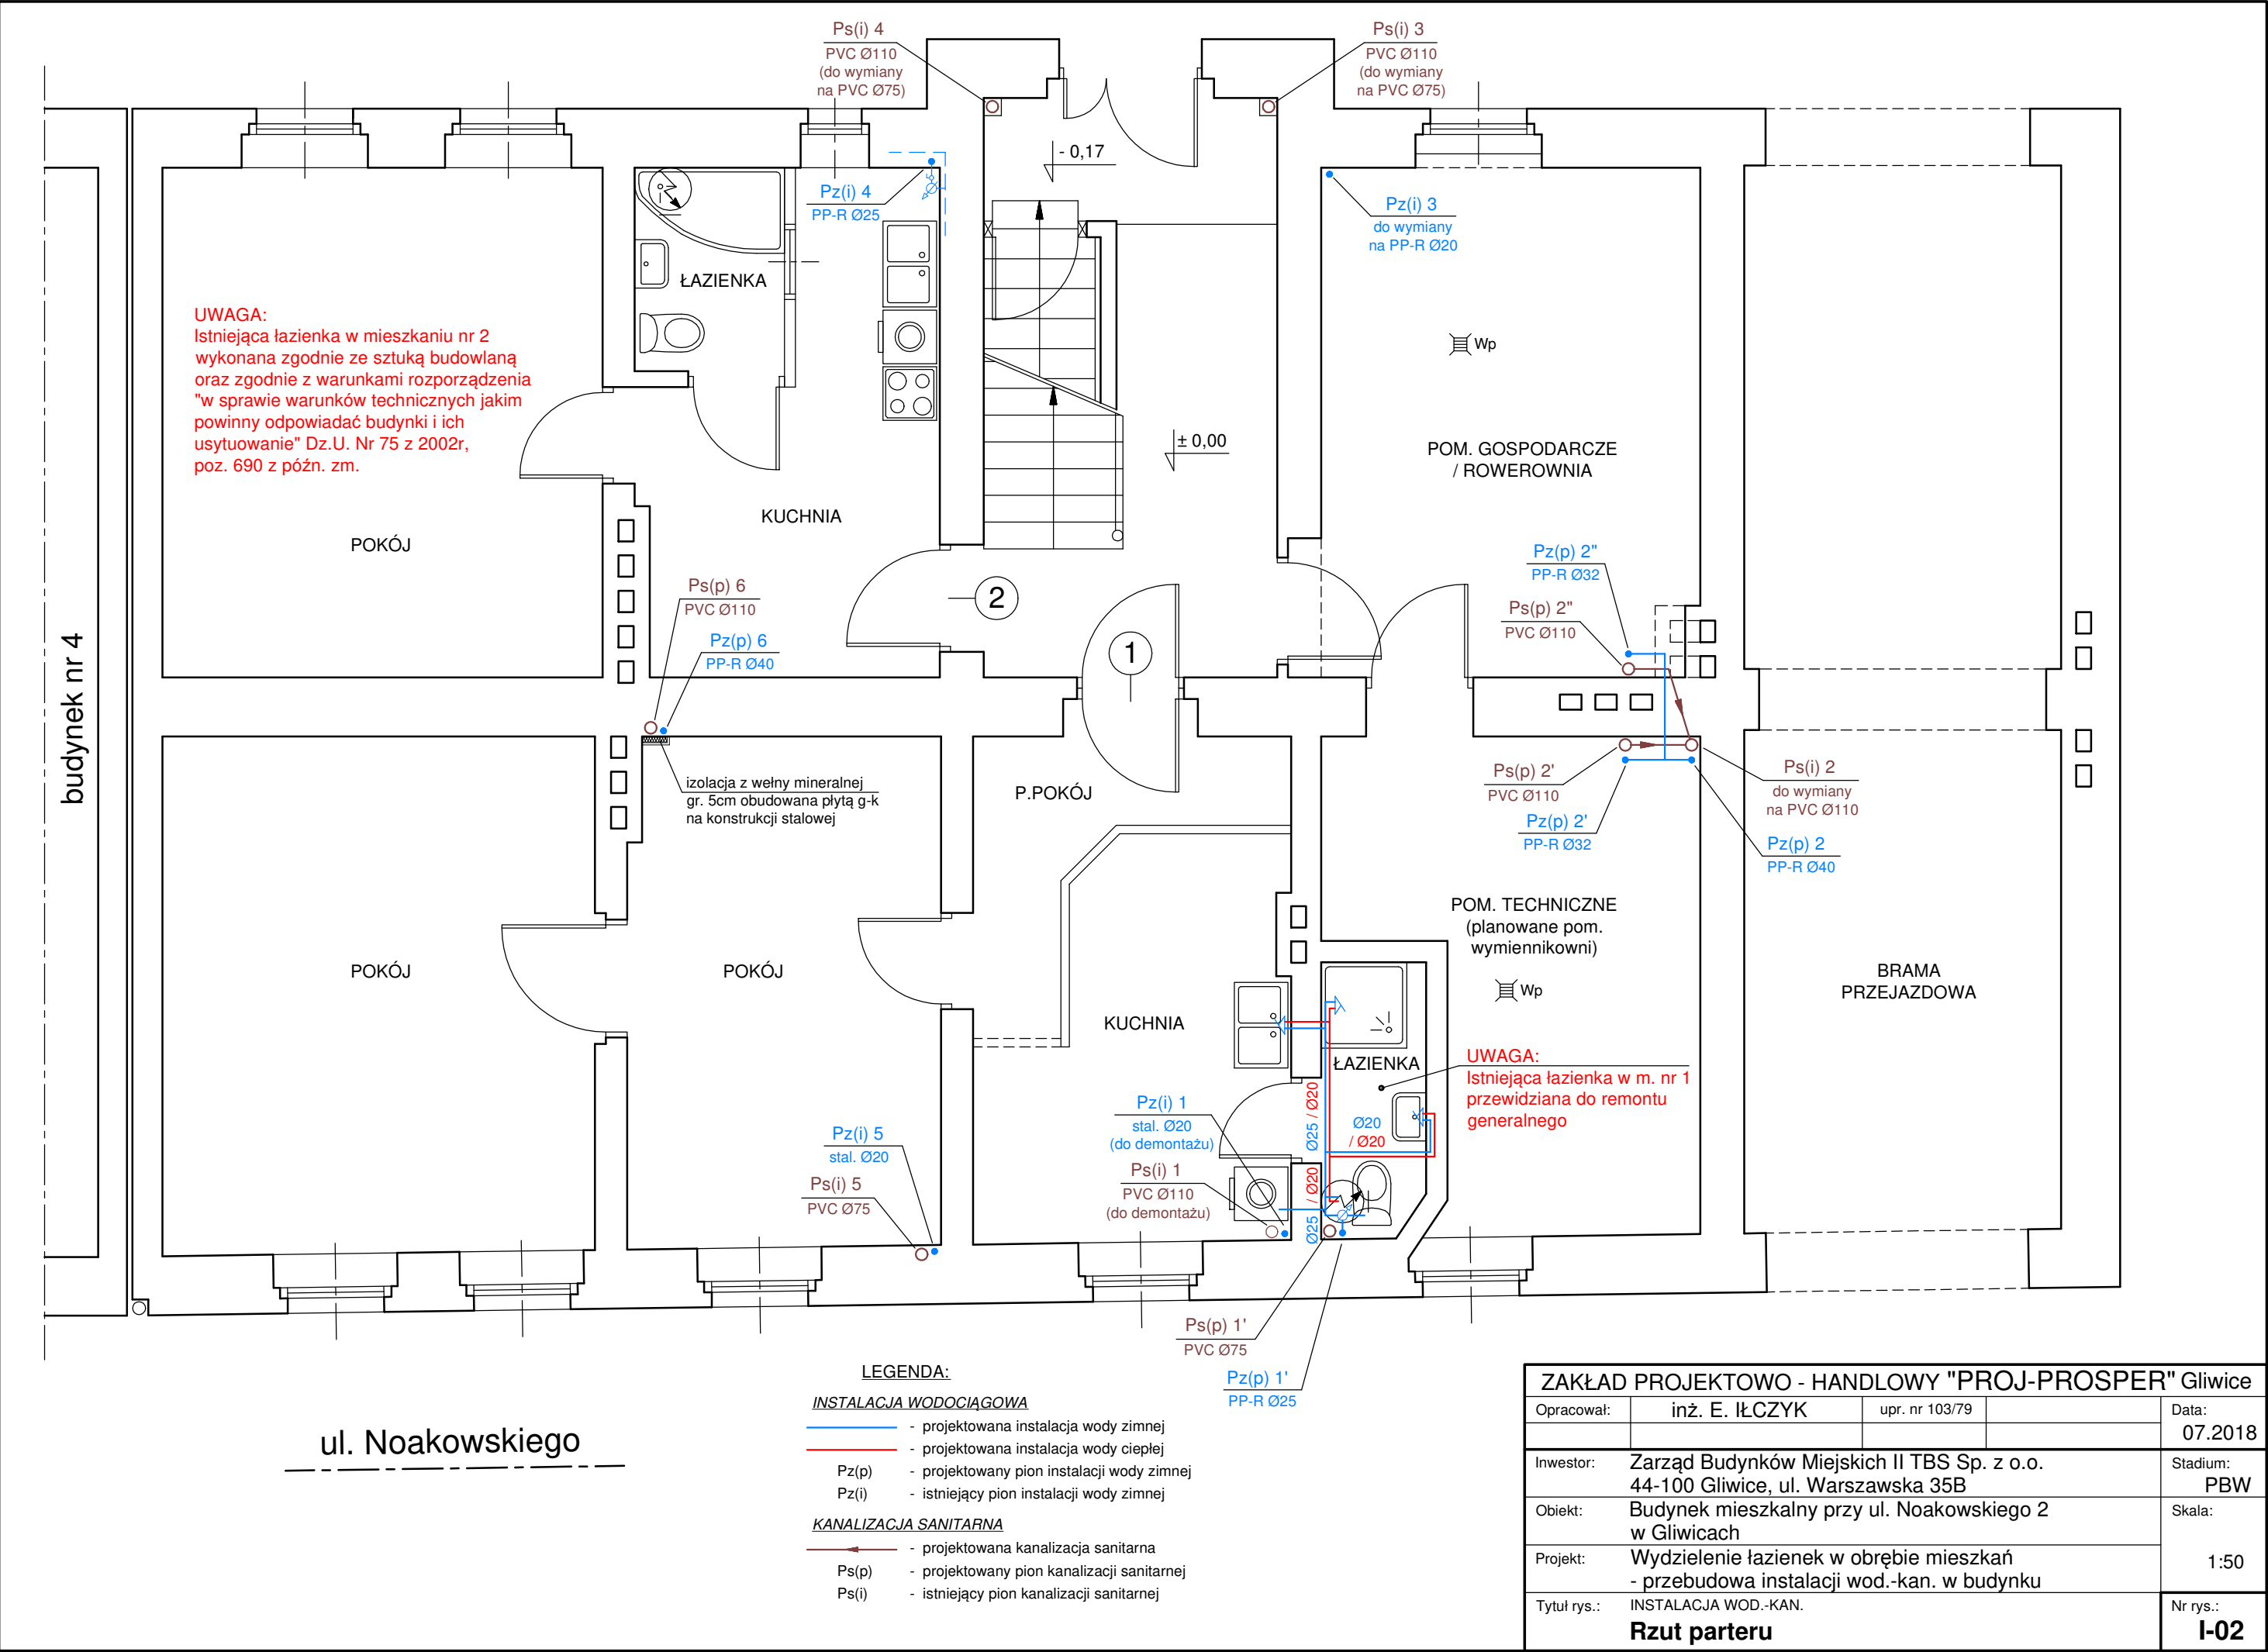 Ps(i) 4
PVC Ø110
(do wymiany
na PVC Ø75)
Ps(i) 3
PVC Ø110
(do wymiany
na PVC Ø75)
- 0,17
Pz(i) 4
PP-R Ø25
Pz(i) 3
do wymiany
na PP-R Ø20
ŁAZIENKA
UWAGA:
Istniejąca łazienka w mieszkaniu nr 2
wykonana zgodnie ze sztuką budowlaną
oraz zgodnie z warunkami rozporządzenia
"w sprawie warunków technicznych jakim
powinny odpowiadać budynki i ich
usytuowanie" Dz.U. Nr 75 z 2002r,
poz. 690 z późn. zm.
Wp
± 0,00
POM. GOSPODARCZE
/ ROWEROWNIA
KUCHNIA
POKÓJ
Pz(p) 2"
PP-R Ø32
Ps(p) 6
PVC Ø110
2
Ps(p) 2"
PVC Ø110
Pz(p) 6
PP-R Ø40
1
budynek nr 4
izolacja z wełny mineralnej
gr. 5cm obudowana płytą g-k
na konstrukcji stalowej
P.POKÓJ
Ps(p) 2'
PVC Ø110
Ps(i) 2
do wymiany
na PVC Ø110
Pz(p) 2'
PP-R Ø32
Pz(p) 2
PP-R Ø40
POM. TECHNICZNE
(planowane pom.
wymiennikowni)
POKÓJ
POKÓJ
BRAMA
PRZEJAZDOWA
Wp
KUCHNIA
ŁAZIENKA
UWAGA:
Istniejąca łazienka w m. nr 1
przewidziana do remontu
generalnego
Pz(i) 1
stal. Ø20
(do demontażu)
Ø25 / Ø20
Ø20
/ Ø20
Pz(i) 5
stal. Ø20
Ps(i) 1
PVC Ø110
(do demontażu)
Ø25 / Ø20
Ps(i) 5
PVC Ø75
Ps(p) 1'
PVC Ø75
Pz(p) 1'
PP-R Ø25
ul. Noakowskiego
LEGENDA:
INSTALACJA WODOCIĄGOWA
- projektowana instalacja wody zimnej
- projektowana instalacja wody ciepłej
Pz(p) - projektowany pion instalacji wody zimnej
Pz(i) - istniejący pion instalacji wody zimnej
KANALIZACJA SANITARNA
- projektowana kanalizacja sanitarna
Ps(p) - projektowany pion kanalizacji sanitarnej
Ps(i) - istniejący pion kanalizacji sanitarnej
ZAKŁAD PROJEKTOWO - HANDLOWY "PROJ-PROSPER" Gliwice
Opracował: inż. E. IŁCZYK upr. nr 103/79 Data:
07.2018
Inwestor: Zarząd Budynków Miejskich II TBS Sp. z o.o.
44-100 Gliwice, ul. Warszawska 35B
Stadium:
PBW
Obiekt: Budynek mieszkalny przy ul. Noakowskiego 2
w Gliwicach
Skala:
1:50
Projekt: Wydzielenie łazienek w obrębie mieszkań
- przebudowa instalacji wod.-kan. w budynku
Tytuł rys.: INSTALACJA WOD.-KAN.
Rzut parteru
Nr rys.:
I-02